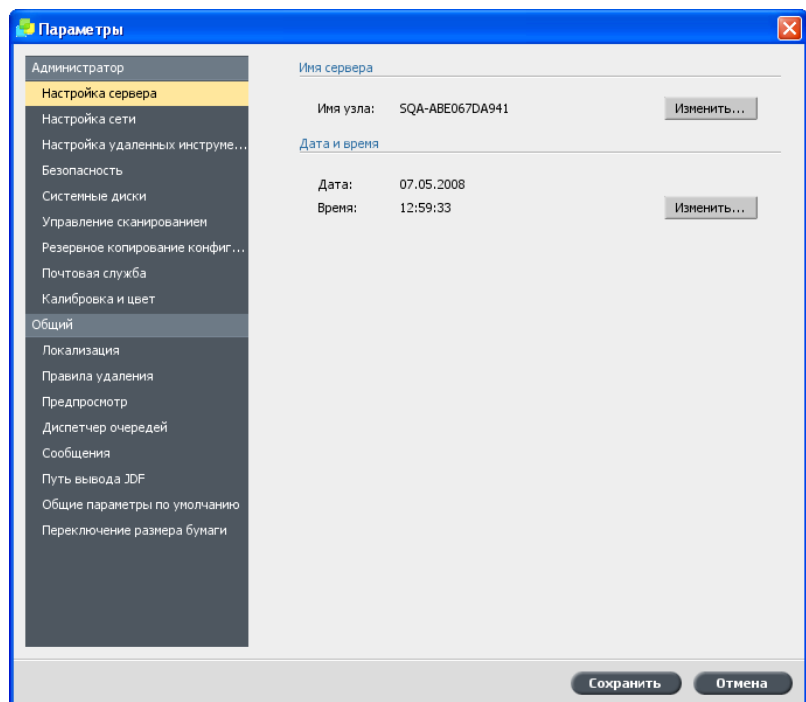 Параметры
Администратор
Настройка сервера
Настройка сети
Настройка удаленных инструме...
Безопасность
Системные диски
Управление сканированием
Резервное копирование конфиг...
Почтовая служба
Калибровка и цвет
Общий
Локализация
Правила удаления
Предпросмотр
Диспетчер очередей
Сообщения
Путь вывода JDF
Общие параметры по умолчанию
Переключение размера бумаги
Имя сервера
Имя узла: SQA-ABE067DA941 Изменить...
Дата и время
Дата: 07.05.2008
Время: 12:59:33 Изменить...
Сохранить Отмена